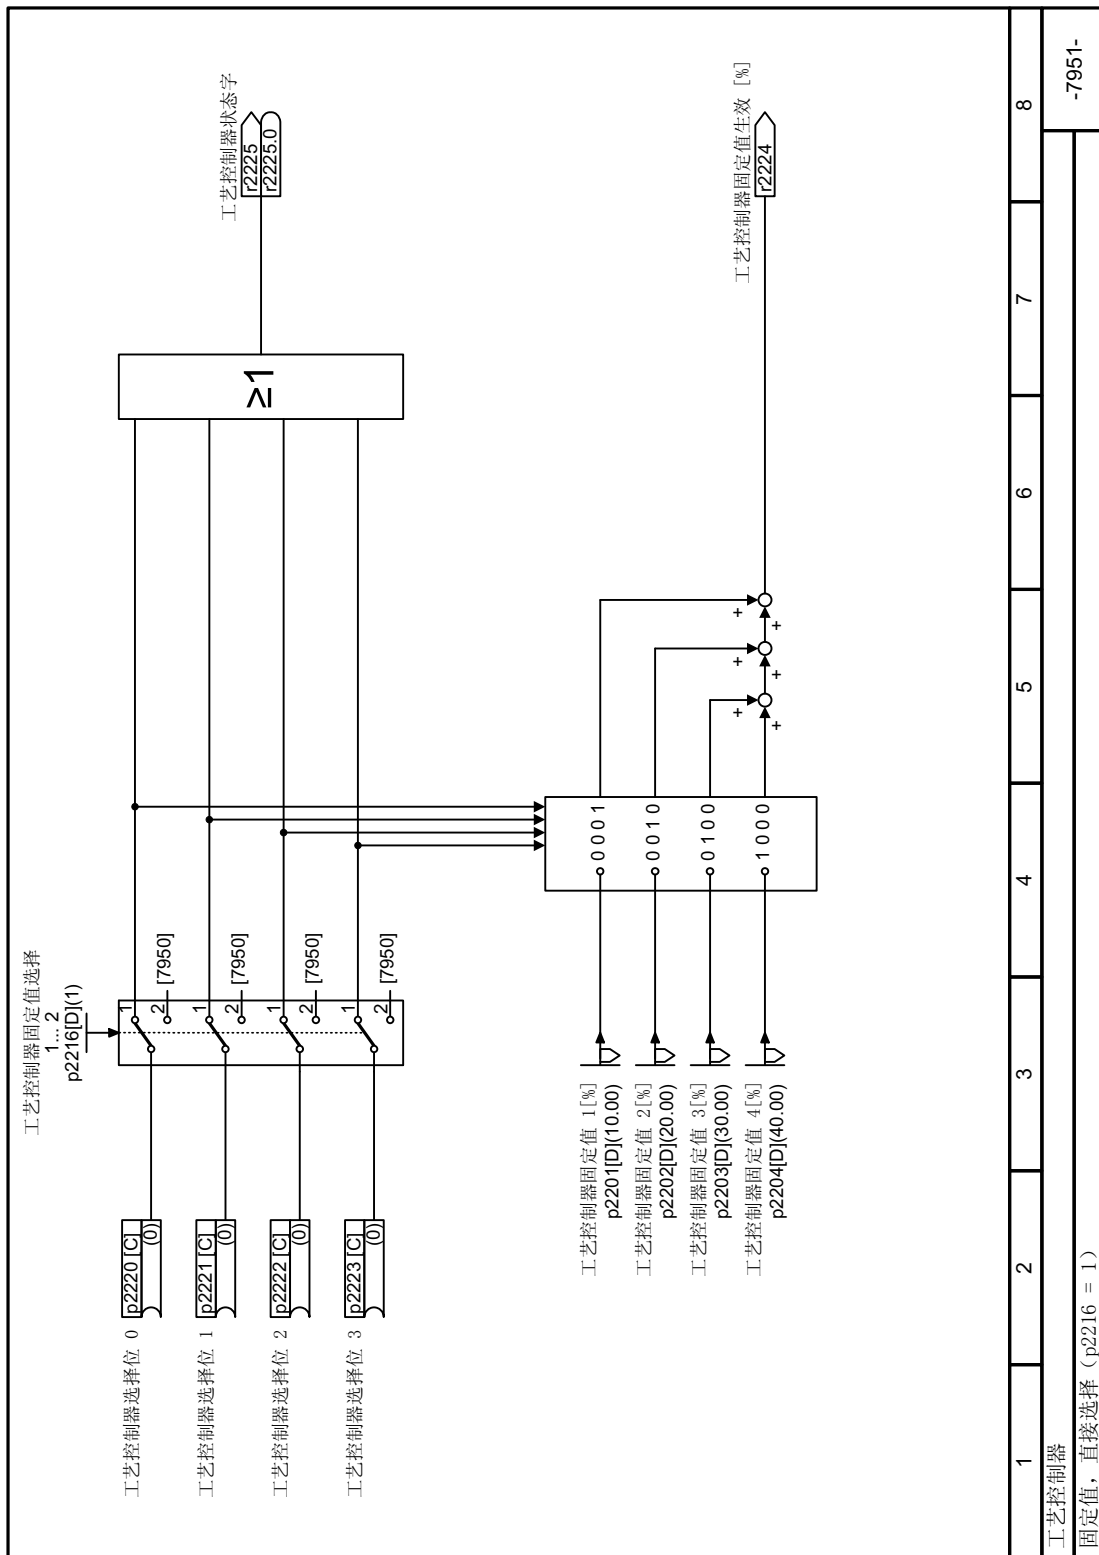 工艺控制器固定值选择
1... 2
p2216[D](1)
工艺控制器选择位 0
p2220 [C]
(0)
1
2
[7950]
工艺控制器选择位 1
p2221 [C]
(0)
1
2
[7950]
工艺控制器选择位 2
p2222 [C]
(0)
1
2
[7950]
工艺控制器选择位 3
p2223 [C]
(0)
1
2
[7950]
≥1
工艺控制器状态字
r2225
r2225.0
工艺控制器固定值 1[%]
p2201[D](10.00)
0 0 0 1
工艺控制器固定值 2[%]
p2202[D](20.00)
0 0 1 0
工艺控制器固定值 3[%]
p2203[D](30.00)
0 1 0 0
工艺控制器固定值 4[%]
p2204[D](40.00)
1 0 0 0
+
+
+
+
+
+
工艺控制器固定值生效 [%]
r2224
1 2 3 4 5 6 7 8
工艺控制器
固定值, 直接选择 (p2216 = 1)
-7951-